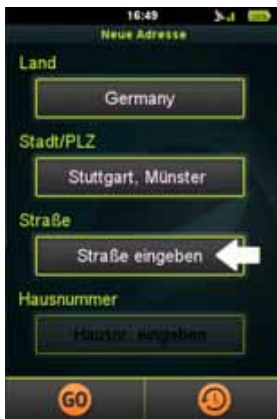 16:49
Neue Adresse
Land
Germany
Stadt/PLZ
Stuttgart, Münster
Straße
Straße eingeben
Hausnummer
Hausnr. eingeben
GO